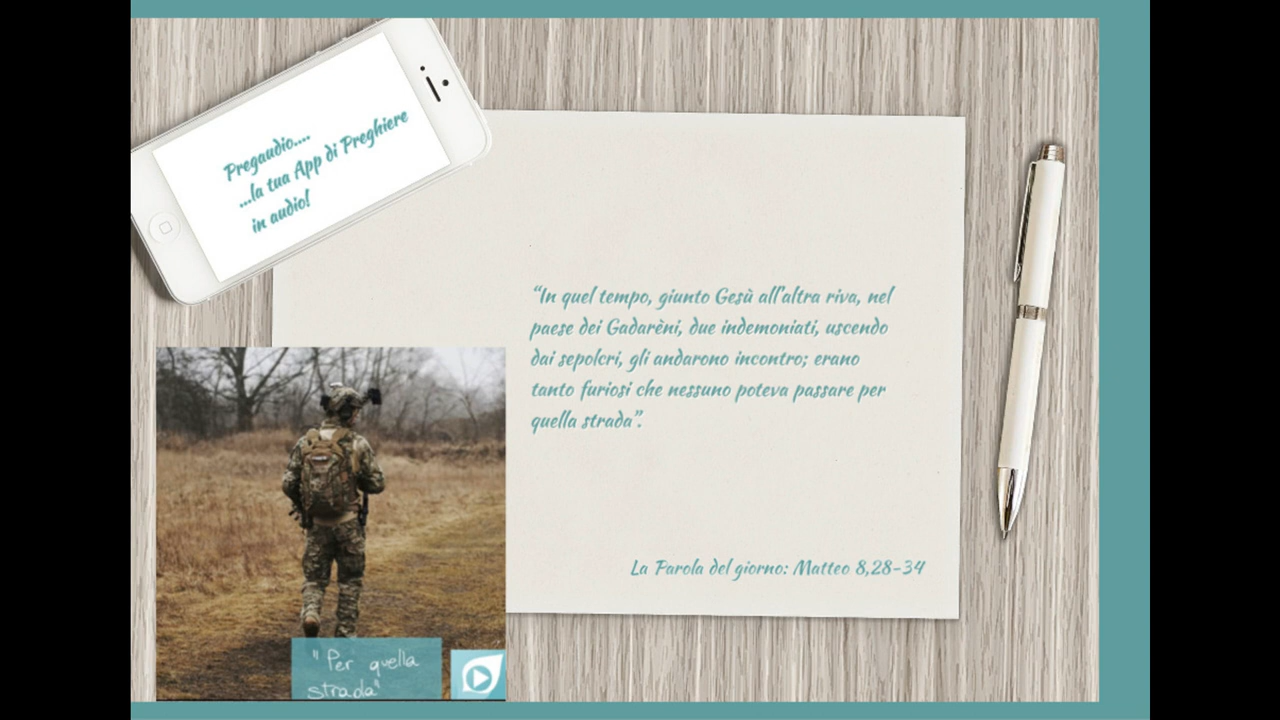 Pregaudio....
...la tua App di Preghiere
in audio!
“In quel tempo, giunto Gesù all’altra riva, nel
paese dei Gadarèni, due indemoniati, uscendo
dai sepolcri, gli andarono incontro; erano
tanto furiosi che nessuno poteva passare per
quella strada”.
La Parola del giorno: Matteo 8,28-34
"Per quella
strada"